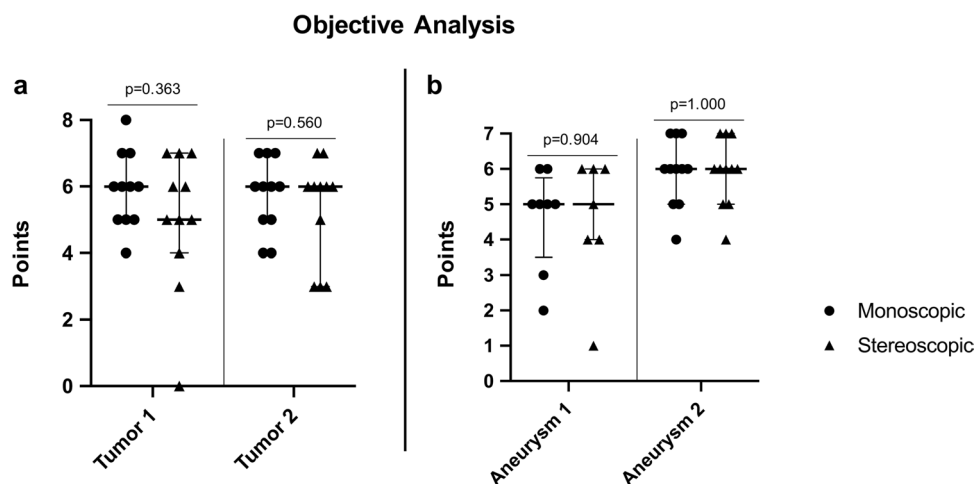 Objective Analysis
a
p=0.363
p=0.560
Points
8
6
4
2
0
Tumor 1
Tumor 2
b
p=0.904
p=1.000
Points
7
6
5
4
3
2
1
0
Aneurysm 1
Aneurysm 2
Monoscopic
Stereoscopic